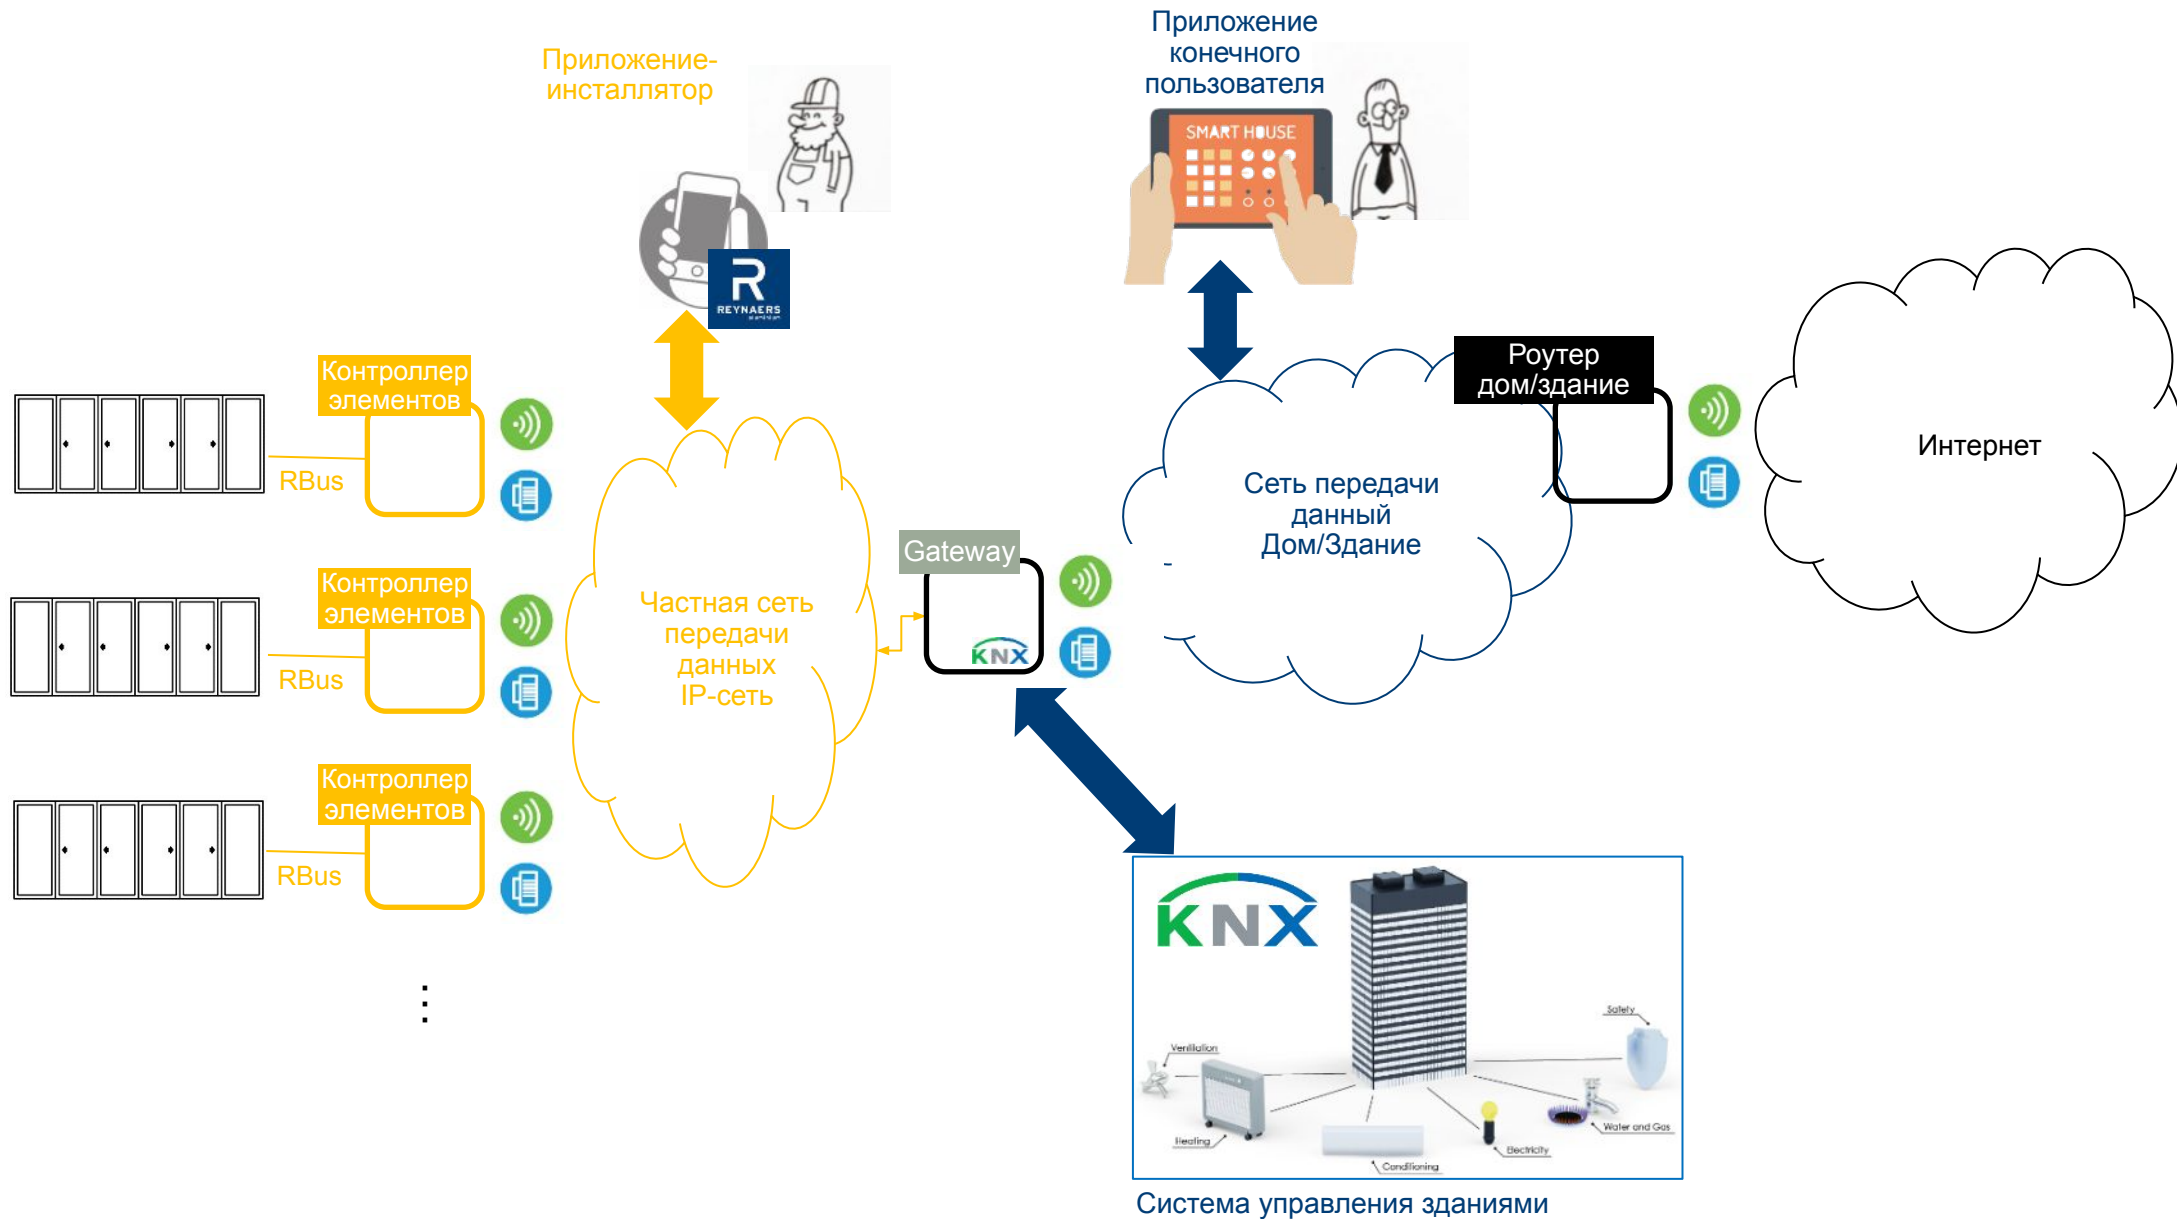 Приложение-
инсталлятор
Приложение
конечного
пользователя
SMART HOUSE
R
REYNAERS
aluminium
Контроллер
элементов
RBus
Контроллер
элементов
RBus
Контроллер
элементов
RBus
Частная сеть
передачи
данных
IP-сеть
Gateway
KNX
Сеть передачи
данный
Дом/Здание
Роутер
дом/здание
Интернет
KNX
Safety
Ventilation
Heating
Conditioning
Electricity
Water and Gas
Система управления зданиями